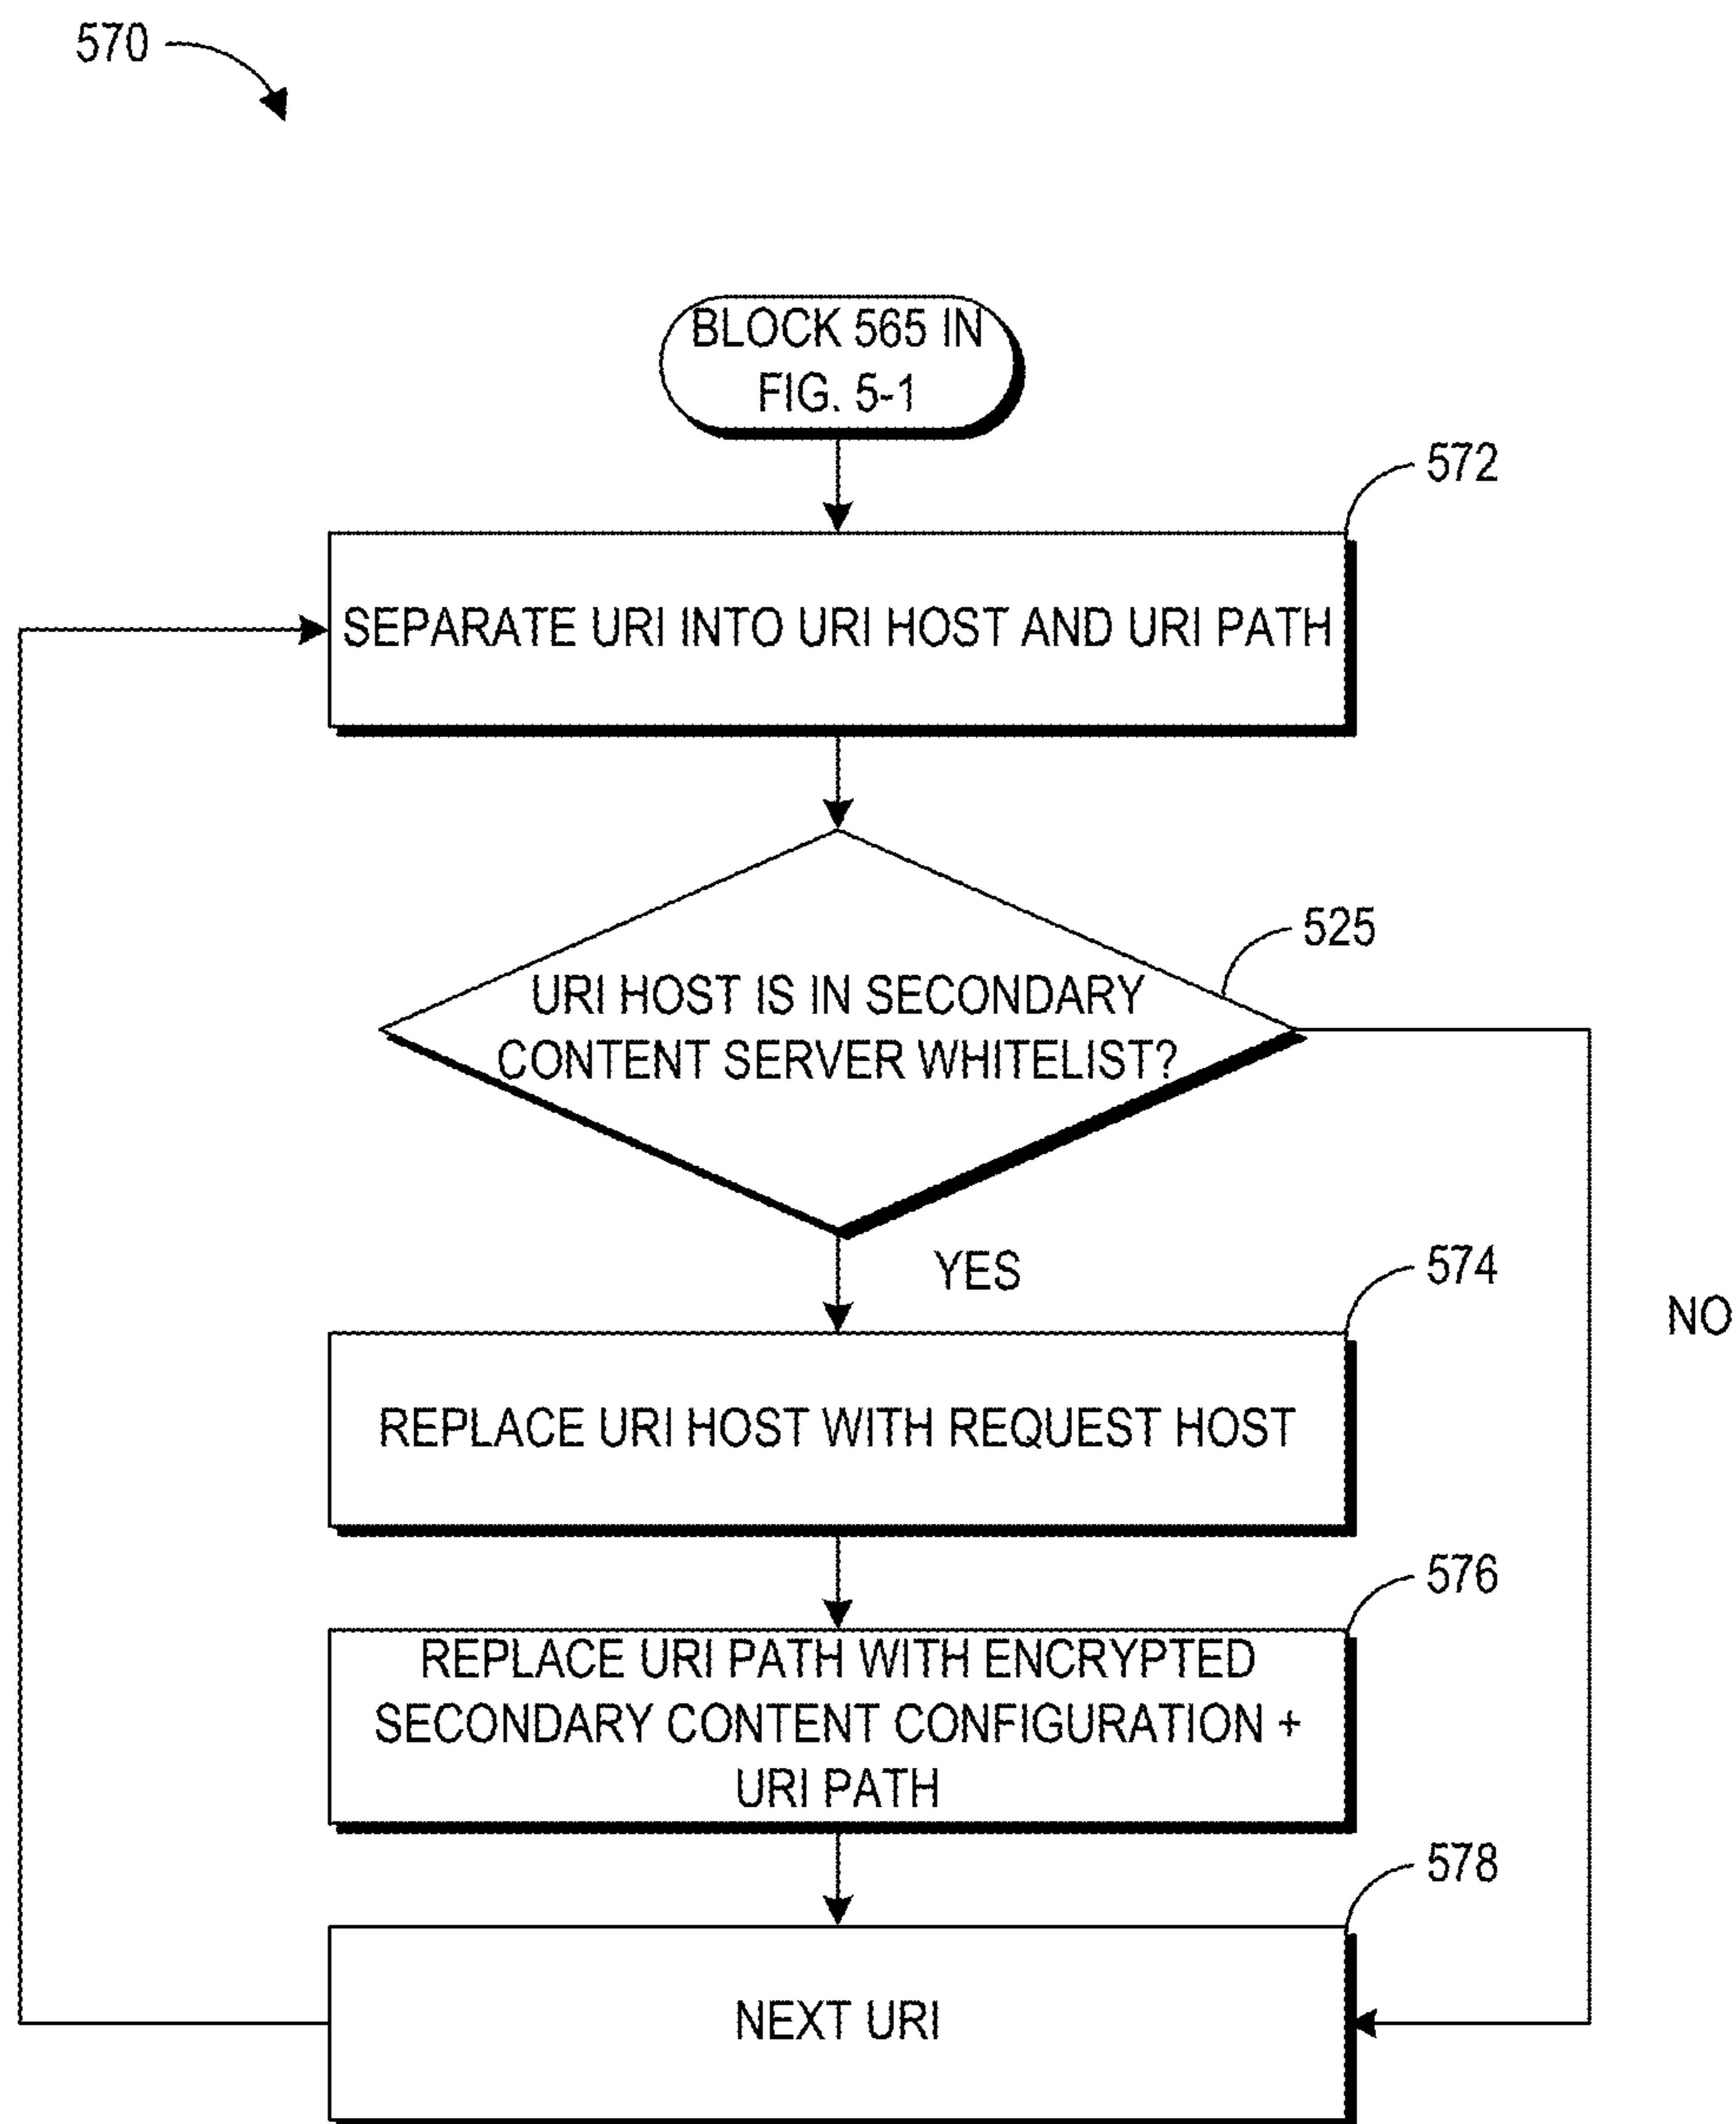 570
BLOCK 565 IN
FIG. 5-1
572
SEPARATE URI INTO URI HOST AND URI PATH
525
URI HOST IS IN SECONDARY
CONTENT SERVER WHITELIST?
YES
574
NO
REPLACE URI HOST WITH REQUEST HOST
576
REPLACE URI PATH WITH ENCRYPTED
SECONDARY CONTENT CONFIGURATION +
URI PATH
578
NEXT URI